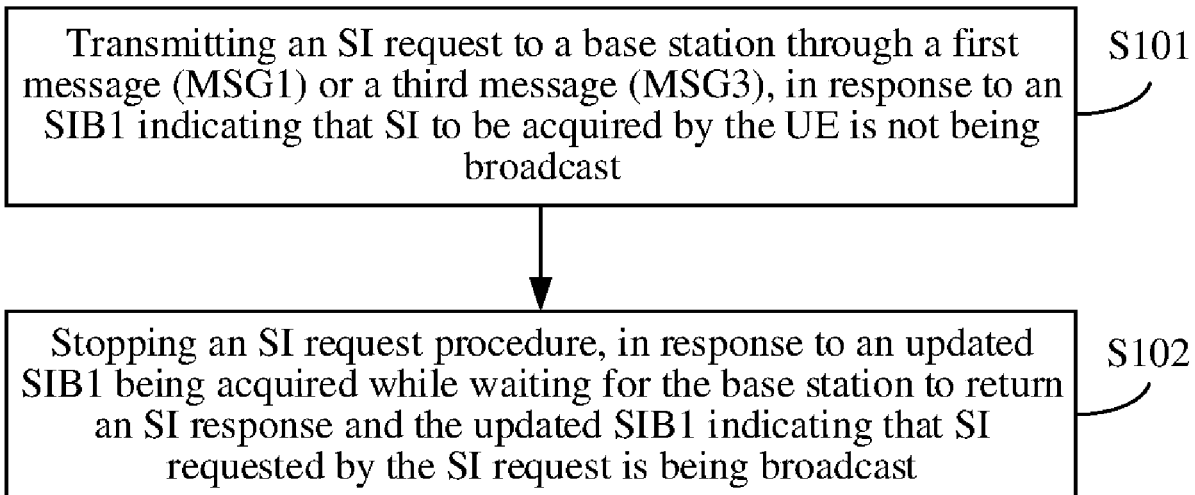 Transmitting an SI request to a base station through a first
message (MSG1) or a third message (MSG3), in response to an
SIB1 indicating that SI to be acquired by the UE is not being
broadcast
S101
Stopping an SI request procedure, in response to an updated
SIB1 being acquired while waiting for the base station to return
an SI response and the updated SIB1 indicating that SI
requested by the SI request is being broadcast
S102